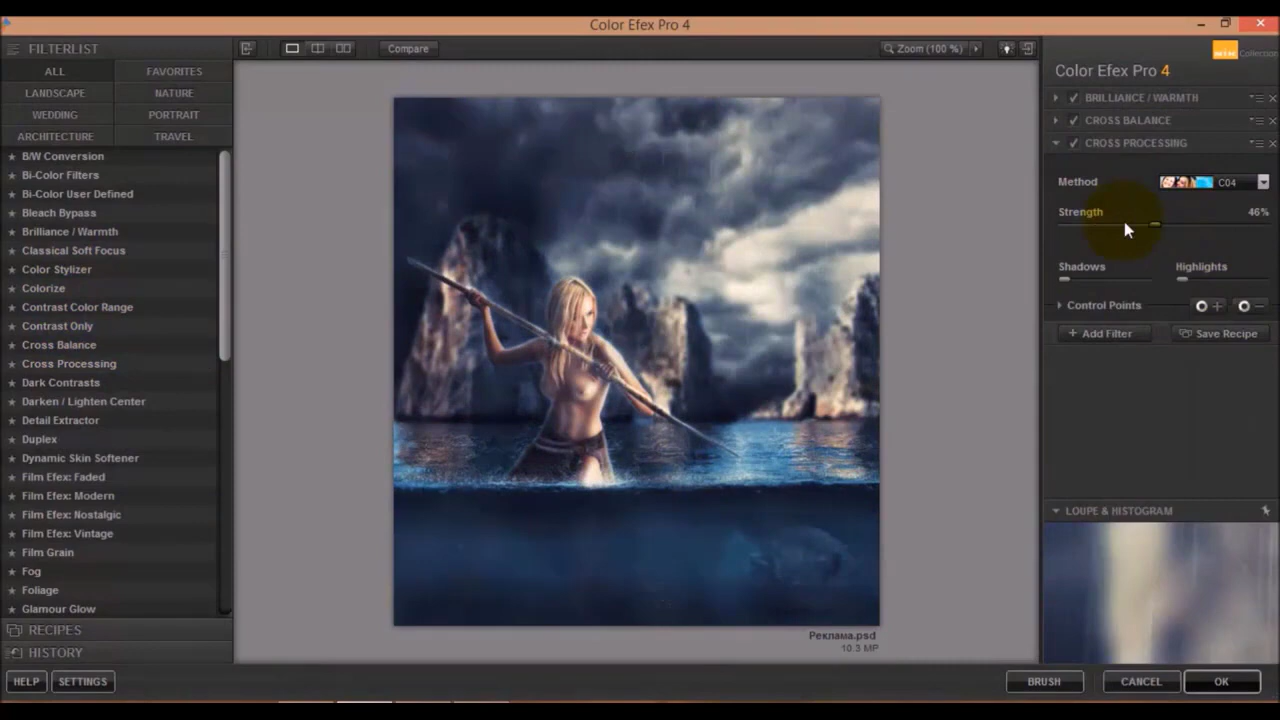 Color Efex Pro 4
FILTERLIST
Compare
Zoom (100 %)
Collection
ALL
FAVORITES
LANDSCAPE
NATURE
WEDDING
PORTRAIT
ARCHITECTURE
TRAVEL
B/W Conversion
Bi-Color Filters
Bi-Color User Defined
Bleach Bypass
Brilliance / Warmth
Classical Soft Focus
Color Stylizer
Colorize
Contrast Color Range
Contrast Only
Cross Balance
Cross Processing
Dark Contrasts
Darken / Lighten Center
Detail Extractor
Duplex
Dynamic Skin Softener
Film Efex: Faded
Film Efex: Modern
Film Efex: Nostalgic
Film Efex: Vintage
Film Grain
Fog
Foliage
Glamour Glow
RECIPES
HISTORY
HELP
SETTINGS
Реклама.psd
10.3 MP
Color Efex Pro 4
BRILLIANCE / WARMTH
CROSS BALANCE
CROSS PROCESSING
Method
C04
Strength
46%
Shadows
Highlights
Control Points
Add Filter
Save Recipe
LOUPE & HISTOGRAM
BRUSH
CANCEL
OK